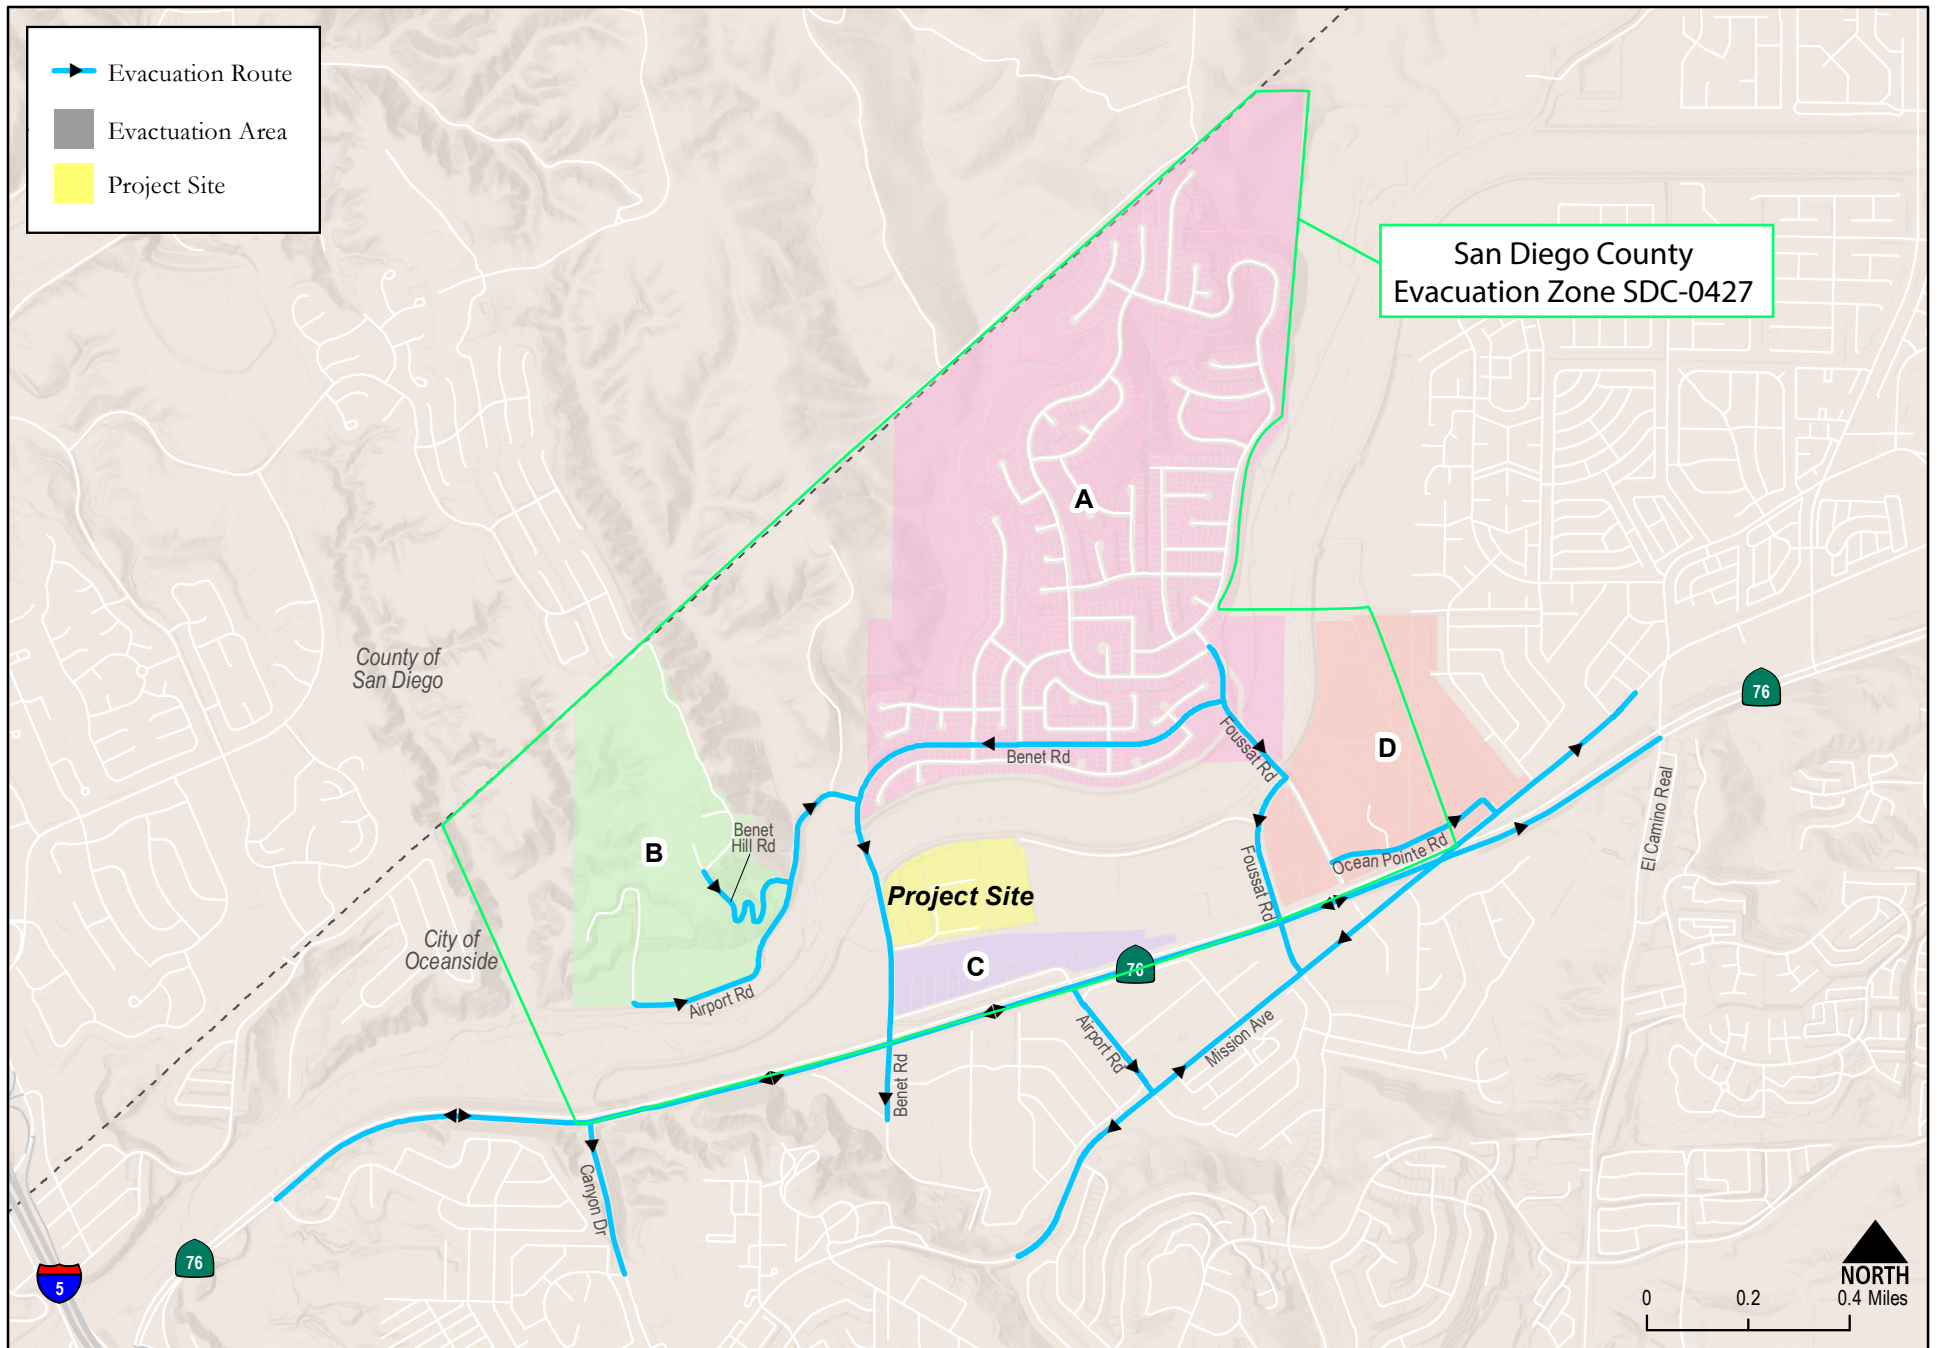 Evacuation Route
Evactuation Area
Project Site
San Diego County
Evacuation Zone SDC-0427
A
County of
San Diego
76
Foussat Rd
D
Benet Rd
El Camino Real
Benet
Hill Rd
B
Ocean Pointe Rd
Foussat Rd
Project Site
City of
Oceanside
C
76
Airport Rd
Airport Rd
Mission Ave
Benet Rd
Canyon Dr
76
5
NORTH
0
0.2
0.4 Miles